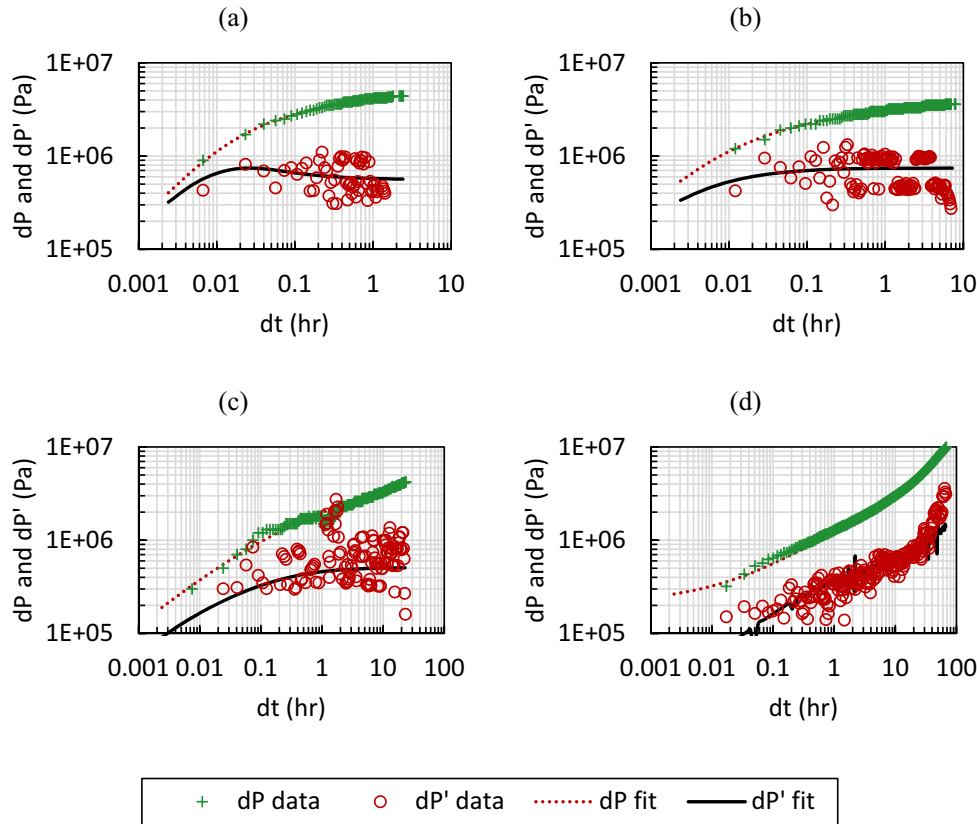 (a) (b)
1E+07 1E+07
1E+06 1E+06
1E+05 1E+05
dP and dP' (Pa) dP and dP' (Pa)
0.001 0.01 0.1 1 10 0.001 0.01 0.1 1 10
dt (hr) dt (hr)
(c) (d)
1E+07 1E+07
1E+06 1E+06
1E+05 1E+05
dP and dP' (Pa) dP and dP' (Pa)
0.001 0.01 0.1 1 10 100 0.001 0.01 0.1 1 10 100
dt (hr) dt (hr)
dP data dP' data dP fit dP' fit